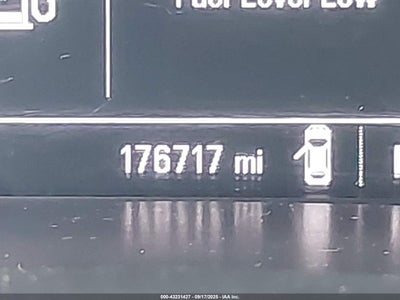 Fuel Level Low
176717 mi
000-43231437 - 09/17/2025 - IAA Inc.